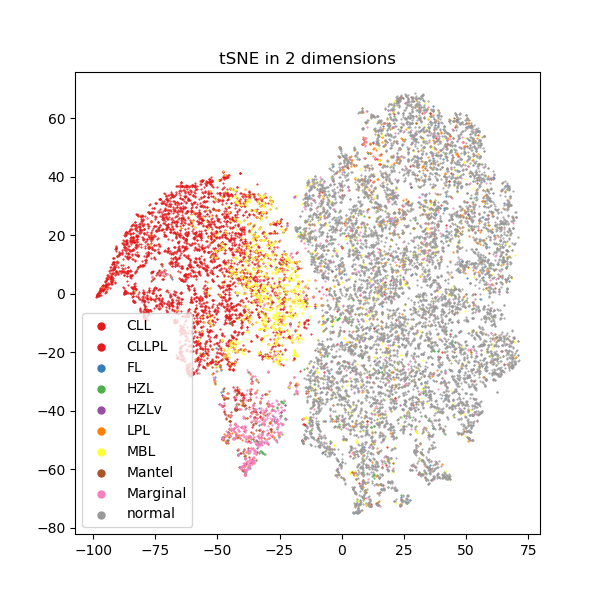 tSNE in 2 dimensions
60
40
20
0
−20
−40
−60
−80
−100
−75
−50
−25
0
25
50
75
CLL
CLLPL
FL
HZL
HZLv
LPL
MBL
Mantel
Marginal
normal